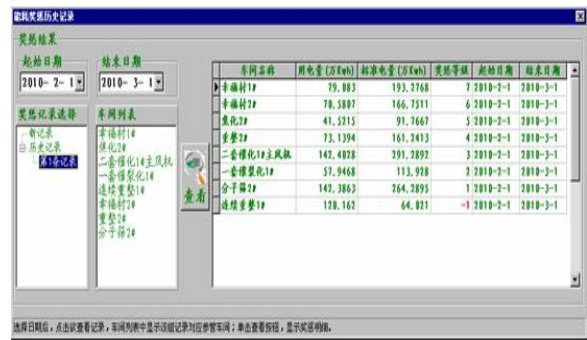 能耗奖惩历史记录
奖惩结果
起始日期
结束日期
2010- 2- 1
2010- 3- 1
奖惩记录选择
车间列表
新记录
历史记录
第1条记录
幸福村1#
焦化2#
二套催化1#主风机
一套催裂化1#
连续重整1#
幸福村2#
重整2#
分子筛2#
查看
车间名称 用电量(万Kwh) 标准电量(万Kwh) 奖惩等级 起始日期 结束日期
幸福村1# 79.083 193.2768 7 2010-2-1 2010-3-1
幸福村2# 70.5807 166.7511 6 2010-2-1 2010-3-1
焦化2# 41.5215 91.7667 5 2010-2-1 2010-3-1
重整2# 73.1394 161.2413 4 2010-2-1 2010-3-1
二套催化1#主风机 142.4028 291.2892 3 2010-2-1 2010-3-1
一套催裂化1# 57.9468 113.928 2 2010-2-1 2010-3-1
分子筛2# 142.3863 264.2895 1 2010-2-1 2010-3-1
连续重整1# 120.162 64.021 -1 2010-2-1 2010-3-1
选择日期后，点击欲查看记录，车间列表中显示该组记录对应参赛车间；单击查看按钮，显示奖惩明细。